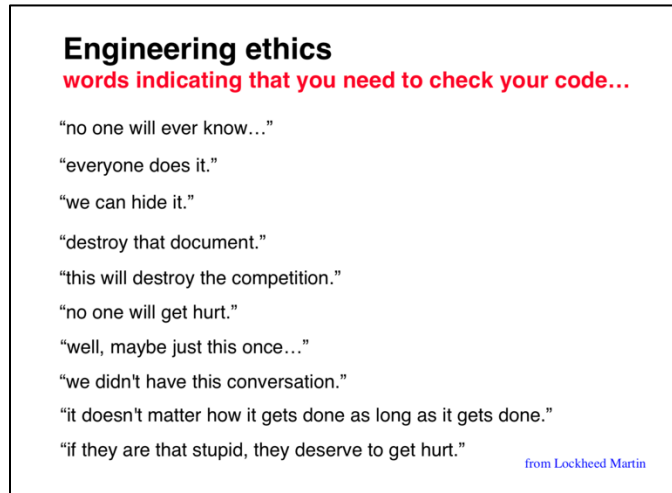 Engineering ethics
words indicating that you need to check your code…
“no one will ever know…”
“everyone does it.”
“we can hide it.”
“destroy that document.”
“this will destroy the competition.”
“no one will get hurt.”
“well, maybe just this once…”
“we didn't have this conversation.”
“it doesn't matter how it gets done as long as it gets done.”
“if they are that stupid, they deserve to get hurt.”
from Lockheed Martin